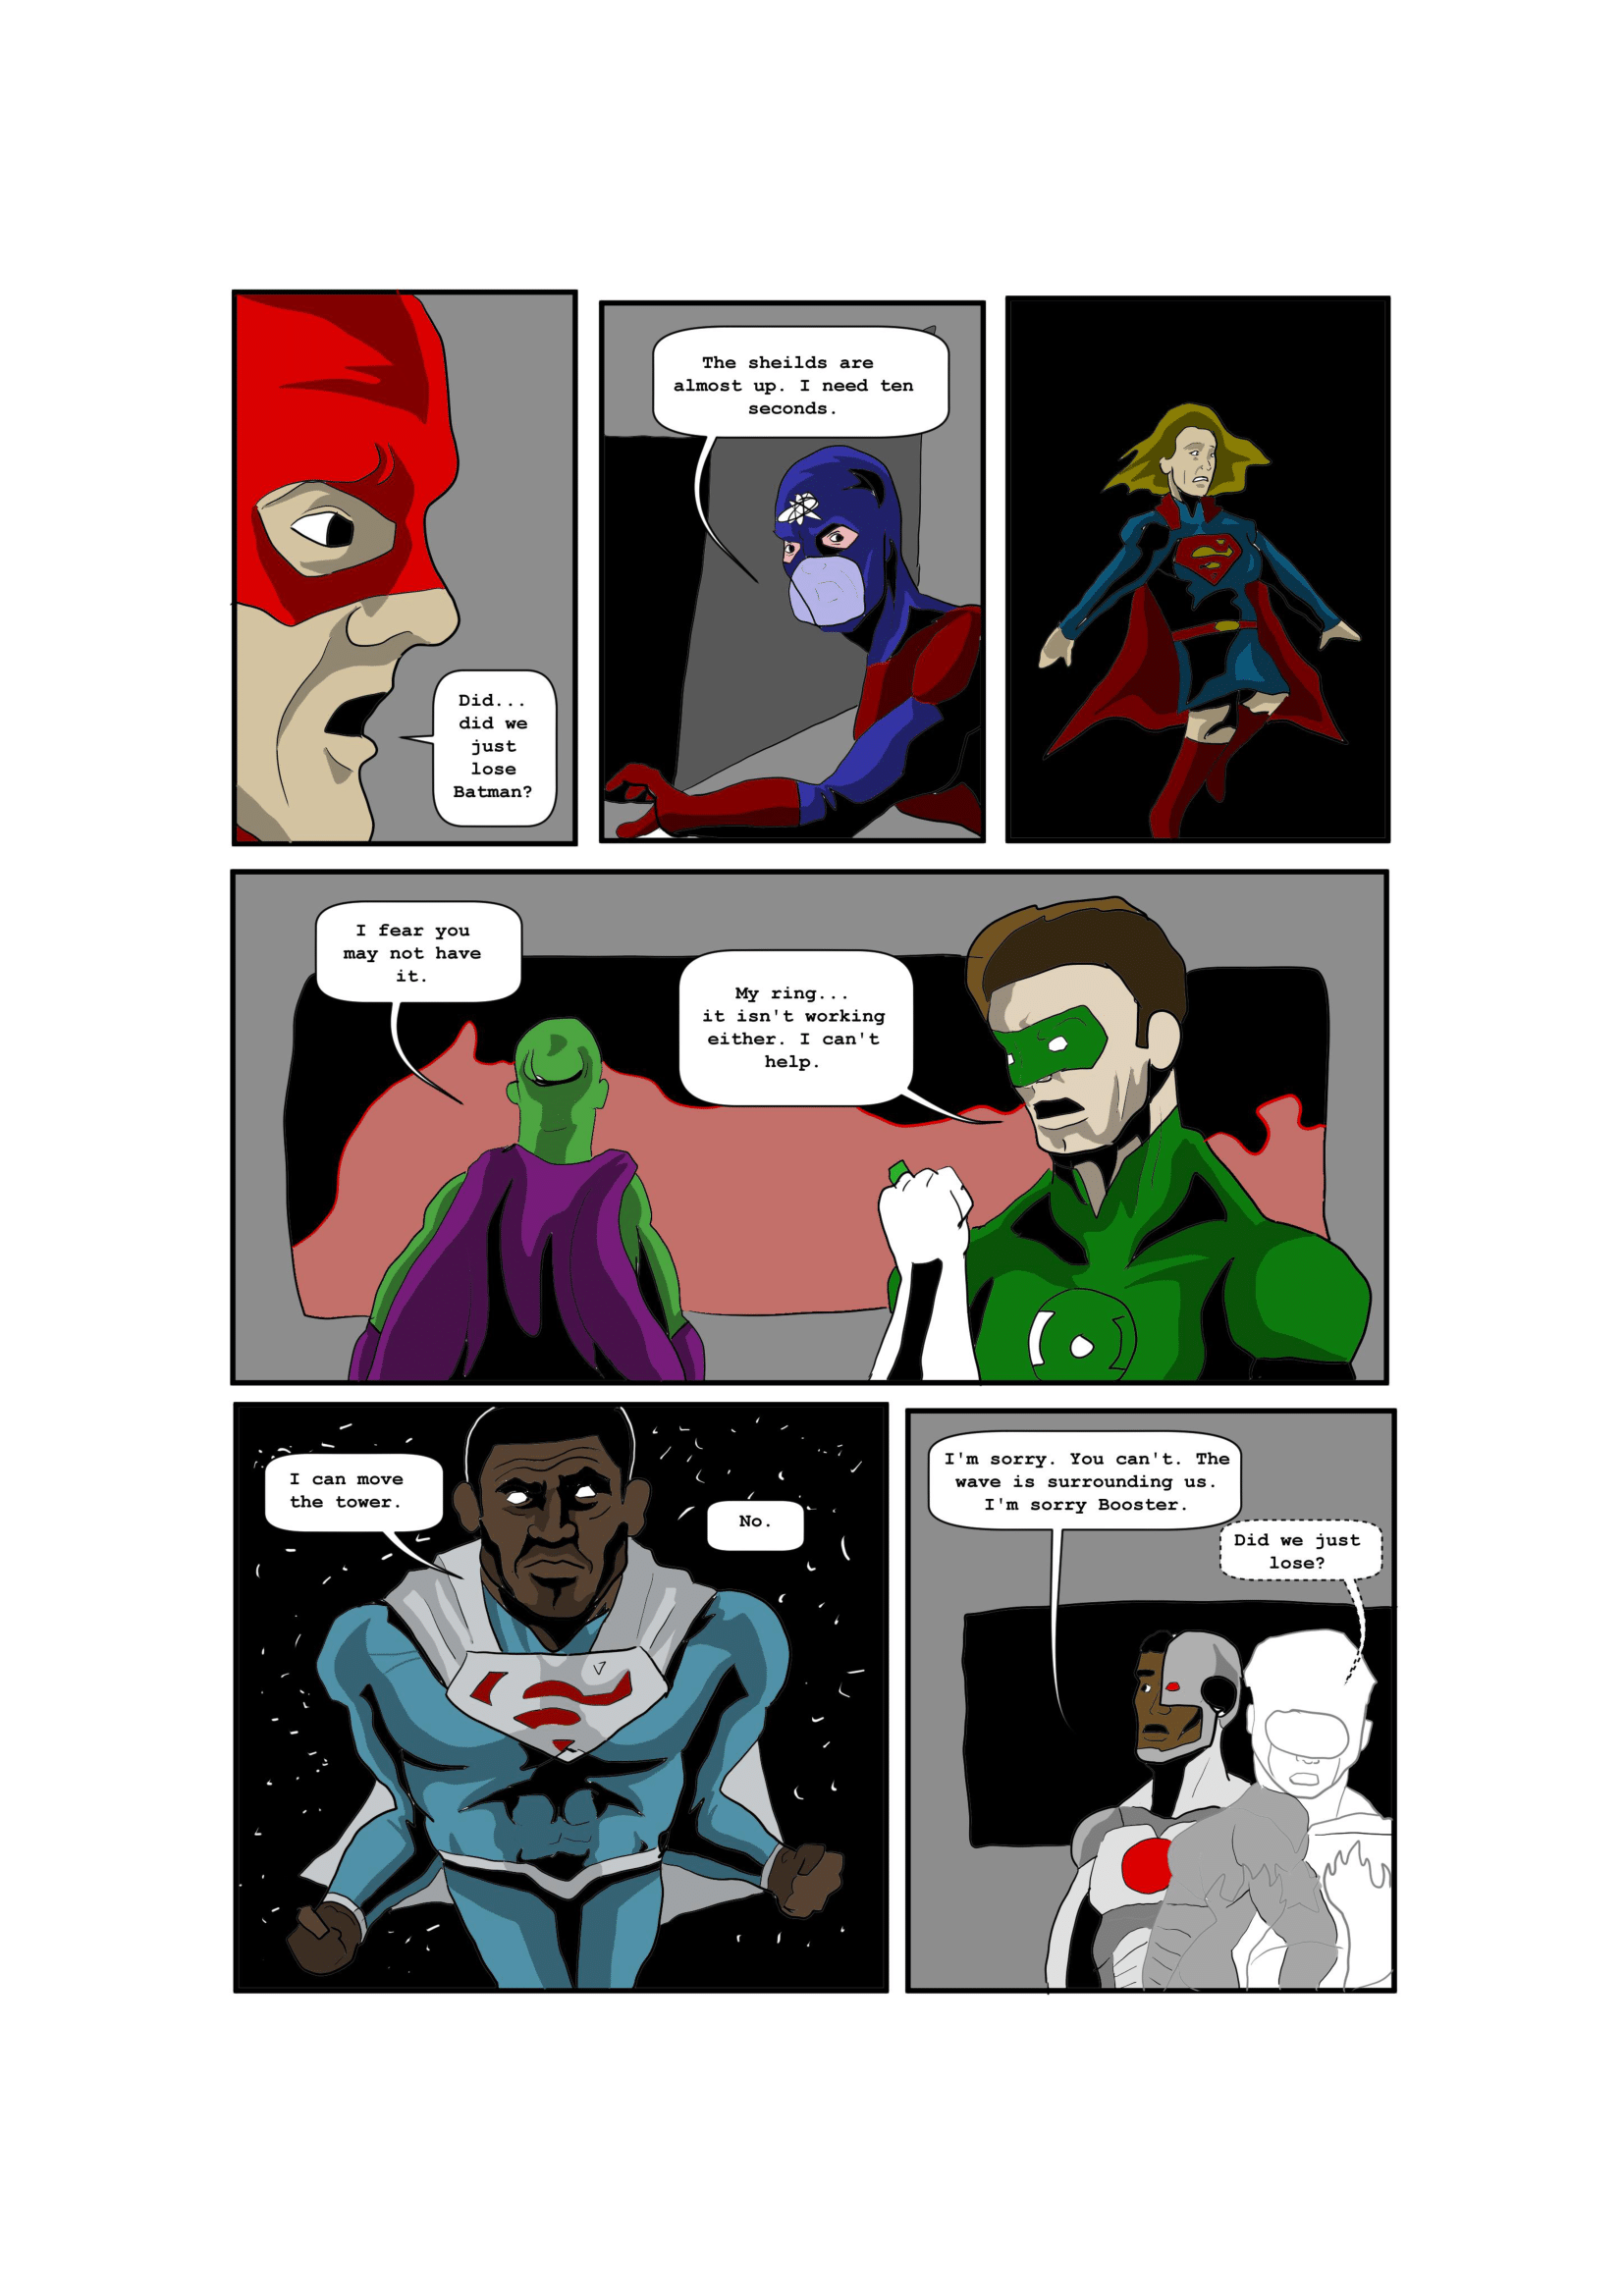 Did...
did we
just
lose
Batman?
The sheilds are
almost up. I need ten
seconds.
I fear you
may not have
it.
My ring...
it isn't working
either. I can't
help.
I can move
the tower.
No.
I'm sorry. You can't. The
wave is surrounding us.
I'm sorry Booster.
Did we just
lose?